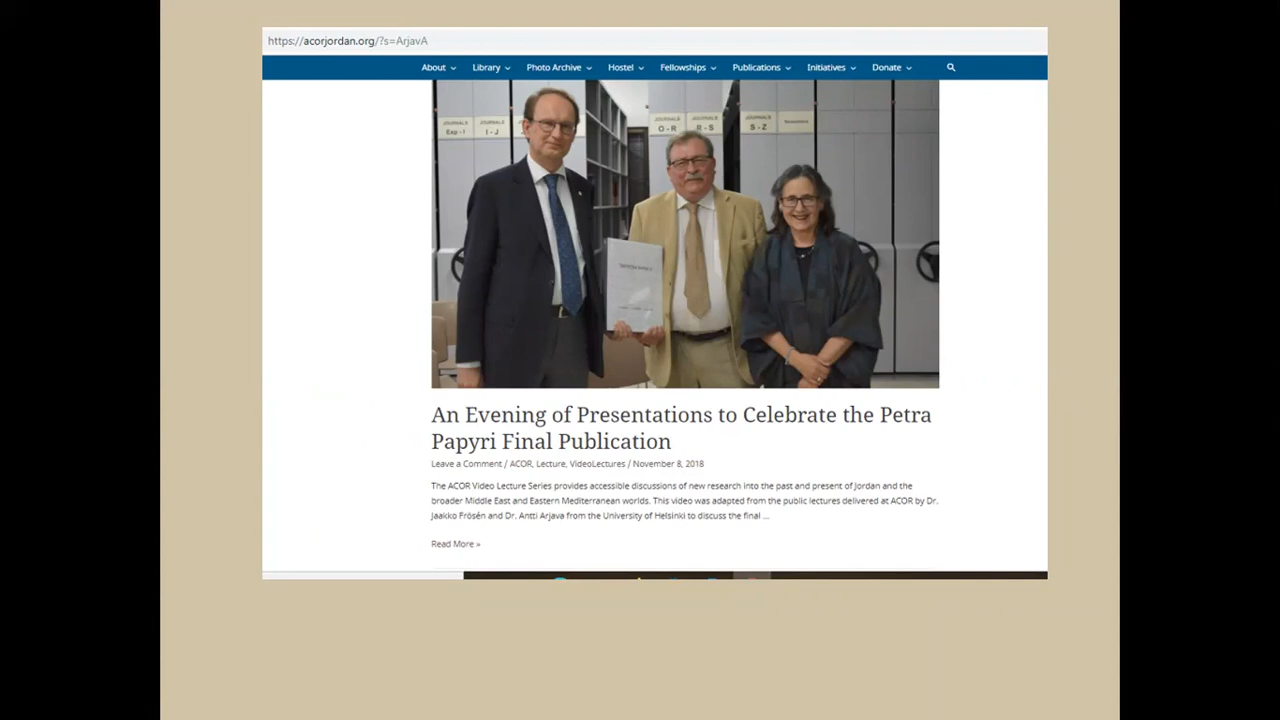 https://acorjordan.org/?s=ArjavA
About Library Photo Archive Hostel Fellowships Publications Initiatives Donate
JOURNALS Exp - I
JOURNALS I - J
JOURNALS O - R
JOURNALS R - S
JOURNALS S - Z
An Evening of Presentations to Celebrate the Petra
Papyri Final Publication
Leave a Comment / ACOR, Lecture, VideoLectures / November 8, 2018
The ACOR Video Lecture Series provides accessible discussions of new research into the past and present of Jordan and the
broader Middle East and Eastern Mediterranean worlds. This video was adapted from the public lectures delivered at ACOR by Dr.
Jaakko Frösén and Dr. Antti Arjava from the University of Helsinki to discuss the final ...
Read More »